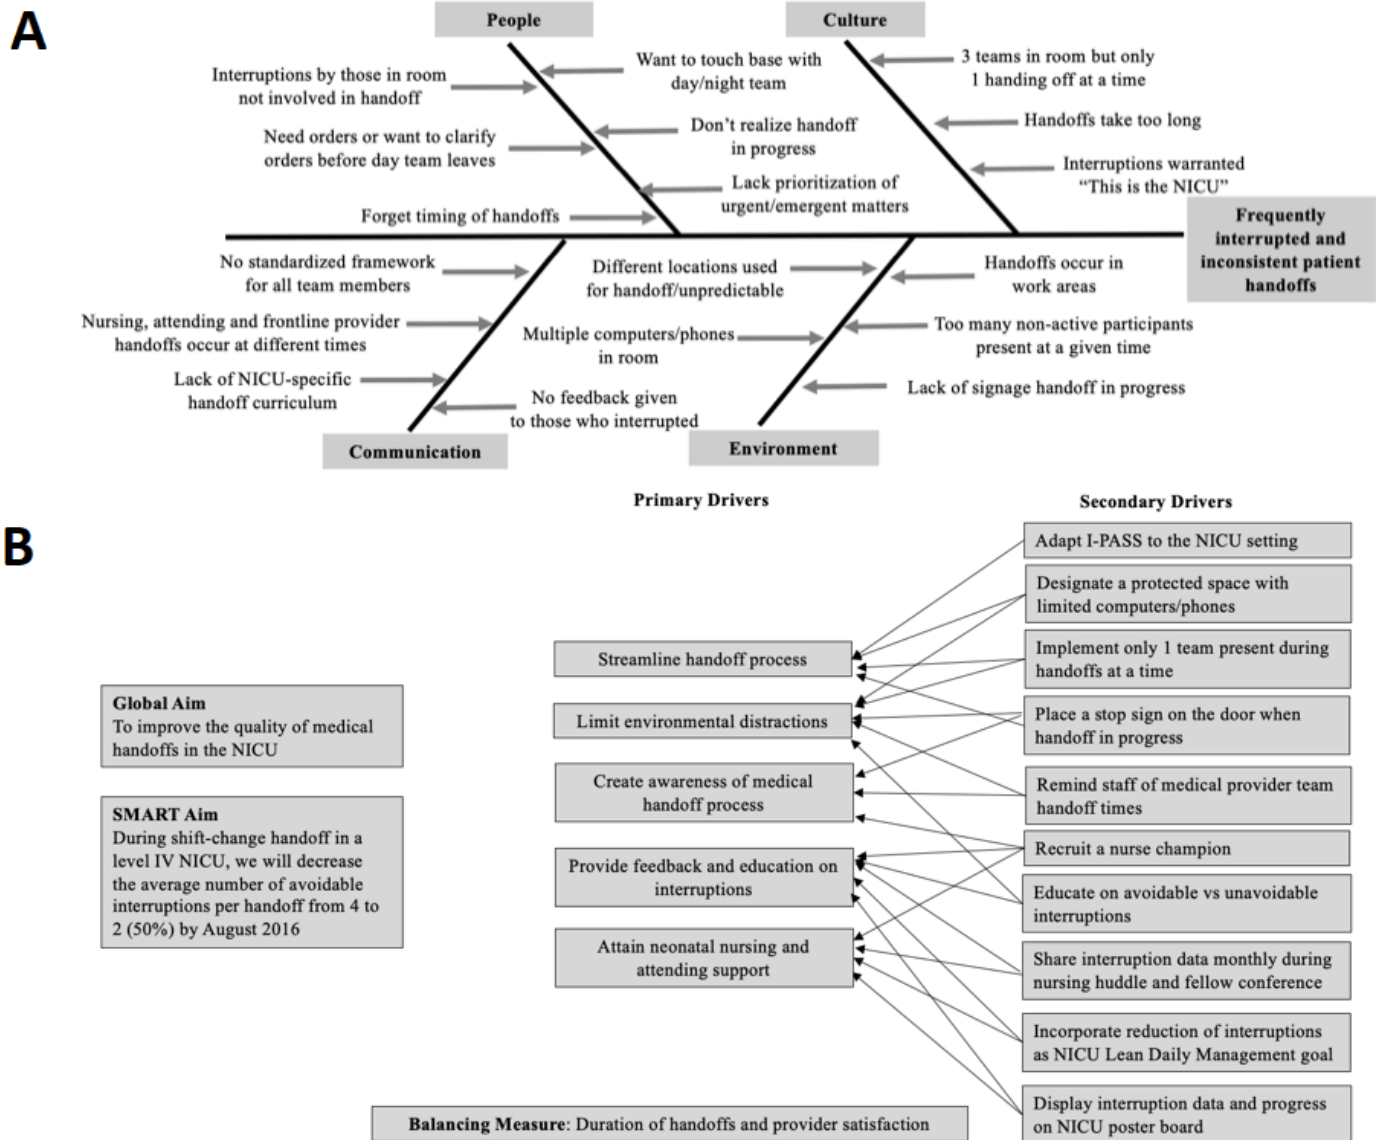 A
People
Culture
Interruptions by those in room
not involved in handoff
Want to touch base with
day/night team
3 teams in room but only
1 handing off at a time
Need orders or want to clarify
orders before day team leaves
Don't realize handoff
in progress
Handoffs take too long
Forget timing of handoffs
Lack prioritization of
urgent/emergent matters
Interruptions warranted
“This is the NICU”
Frequently
interrupted and
inconsistent patient
handoffs
No standardized framework
for all team members
Different locations used
for handoff/unpredictable
Handoffs occur in
work areas
Nursing, attending and frontline provider
handoffs occur at different times
Multiple computers/phones
in room
Too many non-active participants
present at a given time
Lack of NICU-specific
handoff curriculum
No feedback given
to those who interrupted
Lack of signage handoff in progress
Communication
Environment
B
Primary Drivers
Secondary Drivers
Global Aim
To improve the quality of medical
handoffs in the NICU
SMART Aim
During shift-change handoff in a
level IV NICU, we will decrease
the average number of avoidable
interruptions per handoff from 4 to
2 (50%) by August 2016
Streamline handoff process
Limit environmental distractions
Create awareness of medical
handoff process
Provide feedback and education on
interruptions
Attain neonatal nursing and
attending support
Adapt I-PASS to the NICU setting
Designate a protected space with
limited computers/phones
Implement only 1 team present during
handoffs at a time
Place a stop sign on the door when
handoff in progress
Remind staff of medical provider team
handoff times
Recruit a nurse champion
Educate on avoidable vs unavoidable
interruptions
Share interruption data monthly during
nursing huddle and fellow conference
Incorporate reduction of interruptions
as NICU Lean Daily Management goal
Display interruption data and progress
on NICU poster board
Balancing Measure: Duration of handoffs and provider satisfaction